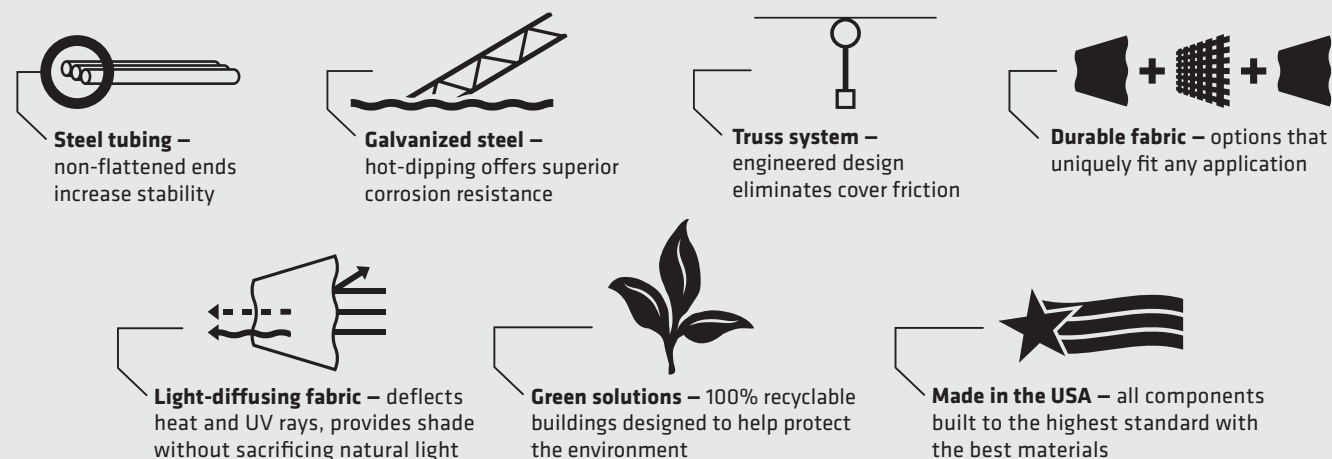 Steel tubing –
non-flattened ends
increase stability
Galvanized steel –
hot-dipping offers superior
corrosion resistance
Truss system –
engineered design
eliminates cover friction
Durable fabric – options that
uniquely fit any application
Light-diffusing fabric – deflects
heat and UV rays, provides shade
without sacrificing natural light
Green solutions – 100% recyclable
buildings designed to help protect
the environment
Made in the USA – all components
built to the highest standard with
the best materials